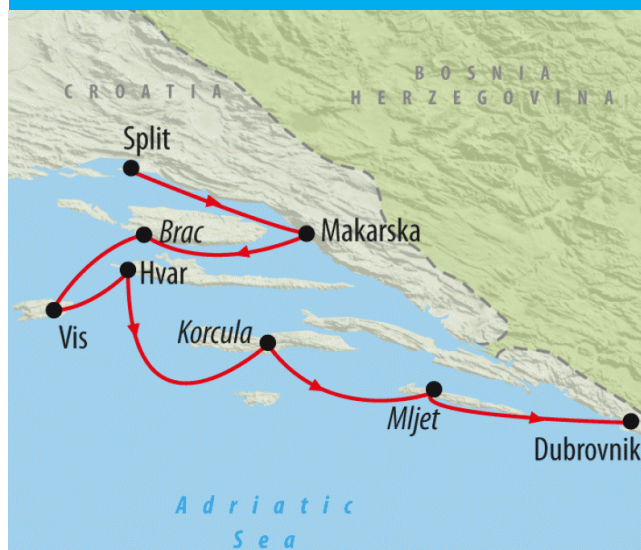 BOSNIA
HERZEGOVINA
CROATIA
Split
Makarska
Brac
Hvar
Vis
Korcula
Mljet
Dubrovnik
Adriatic
Sea